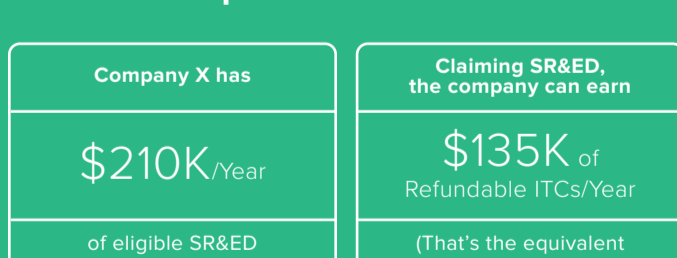 Company X has
$210K/Year
of eligible SR&ED
Claiming SR&ED,
the company can earn
$135K of
Refundable ITCs/Year
(That's the equivalent